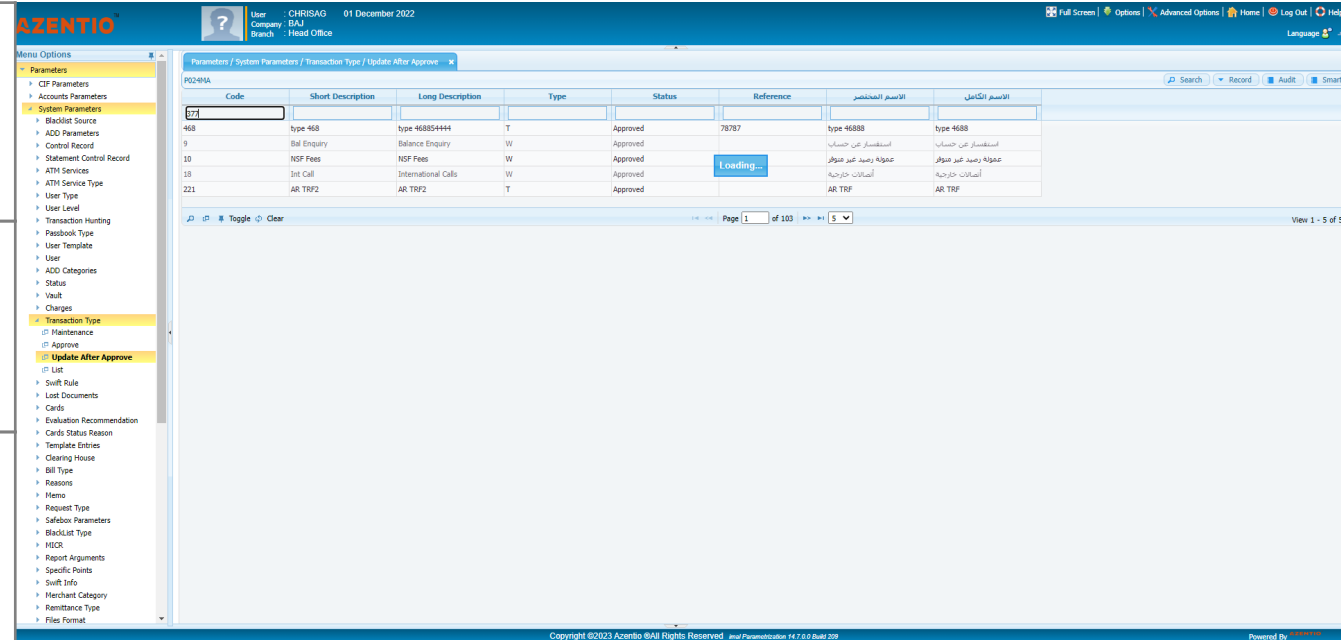 AZENTIO™
User : CHRISAG 01 December 2022
Company : BAJ
Branch : Head Office
Full Screen | Options | Advanced Options | Home | Log Out | Help
Language
Menu Options
Parameters
CIF Parameters
Accounts Parameters
System Parameters
Blacklist Source
ADD Parameters
Control Record
Statement Control Record
ATM Services
ATM Service Type
User Type
User Level
Transaction Hunting
Passbook Type
User Template
User
ADD Categories
Status
Vault
Charges
Transaction Type
Maintenance
Approve
Update After Approve
List
Swift Rule
Lost Documents
Cards
Evaluation Recommendation
Cards Status Reason
Template Entries
Clearing House
Bill Type
Reasons
Memo
Request Type
Safebox Parameters
BlackList Type
MICR
Report Arguments
Specific Points
Swift Info
Merchant Category
Remittance Type
Files Format
Parameters / System Parameters / Transaction Type / Update After Approve x
P024MA Search Record Audit Smart
Code Short Description Long Description Type Status Reference الاسم المختصر الاسم الكامل
377
468 type 468 type 468854444 T Approved 78787 type 46888 type 4688
9 Bal Enquiry Balance Enquiry W Approved استفسار عن حساب استفسار عن حساب
10 NSF Fees NSF Fees W Approved عمولة رصيد غير متوفر عمولة رصيد غير متوفر
Loading...
18 Int Call International Calls W Approved أتصالات خارجية أتصالات خارجية
221 AR TRF2 AR TRF2 T Approved AR TRF AR TRF
Toggle Clear Page 1 of 103 5 View 1 - 5 of 5
Copyright ©2023 Azentio ®All Rights Reserved imal Parametrization 14.7.0.0 Build 209 Powered By AZENTIO